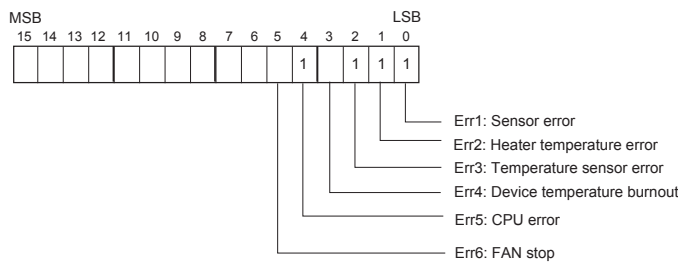 MSB LSB
15 14 13 12 11 10 9 8 7 6 5 4 3 2 1 0
1 1 1 1
Err1: Sensor error
Err2: Heater temperature error
Err3: Temperature sensor error
Err4: Device temperature burnout
Err5: CPU error
Err6: FAN stop